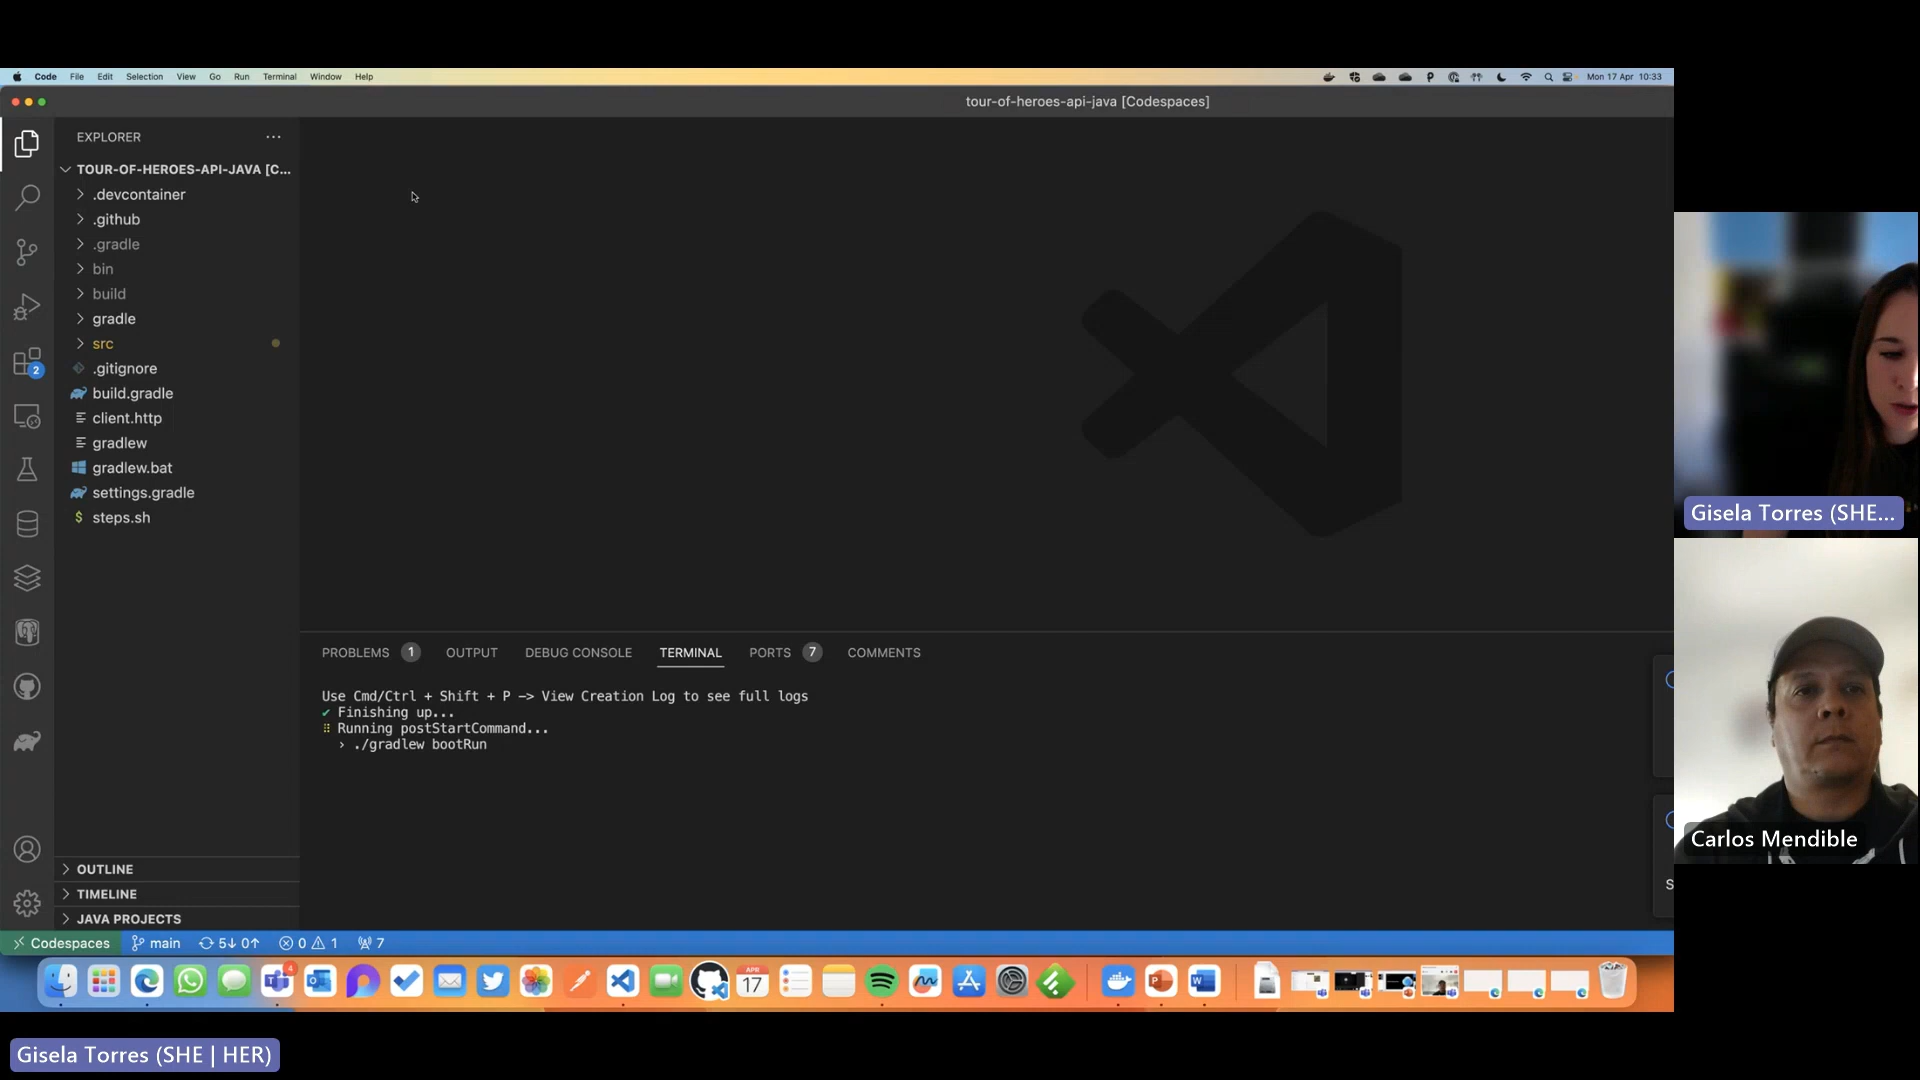 Code File Edit Selection View Go Run Terminal Window Help
Mon 17 Apr 10:33
tour-of-heroes-api-java [Codespaces]
EXPLORER
TOUR-OF-HEROES-API-JAVA [C...
.devcontainer
.github
.gradle
bin
build
gradle
src
.gitignore
build.gradle
client.http
gradlew
gradlew.bat
settings.gradle
$ steps.sh
2
OUTLINE
TIMELINE
JAVA PROJECTS
PROBLEMS 1 OUTPUT DEBUG CONSOLE TERMINAL PORTS 7 COMMENTS
Use Cmd/Ctrl + Shift + P -> View Creation Log to see full logs
✔ Finishing up...
⠿ Running postStartCommand...
› ./gradlew bootRun
S
Codespaces main 5↓ 0↑ 0 1 7
4
APR
17
Gisela Torres (SHE...
Carlos Mendible
Gisela Torres (SHE | HER)